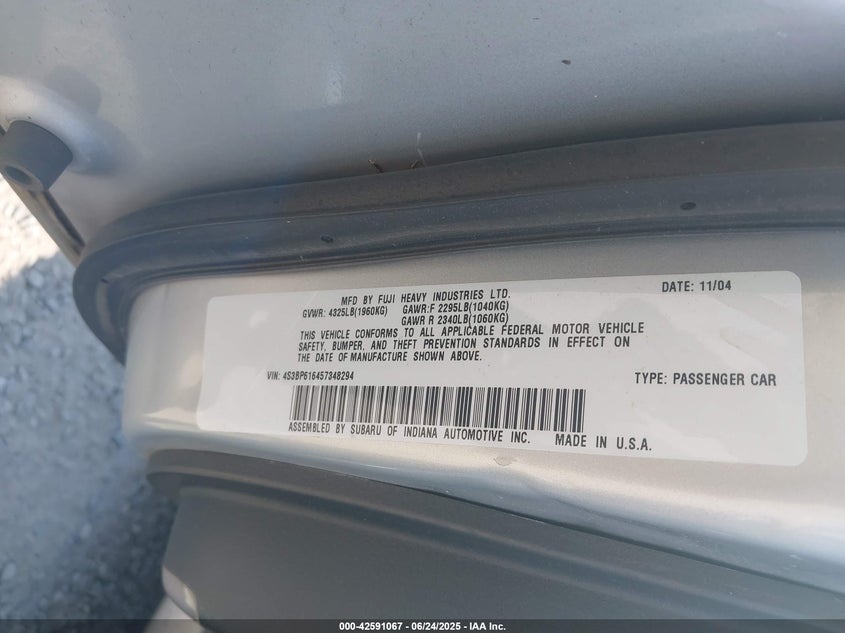 MFD BY FUJI HEAVY INDUSTRIES LTD. DATE: 11/04
GVWR: 4325LB(1960KG) GAWR:F 2295LB(1040KG)
GAWR R 2340LB(1060KG)
THIS VEHICLE CONFORMS TO ALL APPLICABLE FEDERAL MOTOR VEHICLE
SAFETY, BUMPER, AND THEFT PREVENTION STANDARDS IN EFFECT ON
THE DATE OF MANUFACTURE SHOWN ABOVE.
VIN: 4S3BP616457348294 TYPE: PASSENGER CAR
ASSEMBLED BY SUBARU OF INDIANA AUTOMOTIVE INC. MADE IN U.S.A.
000-42591067 - 06/24/2025 - IAA Inc.